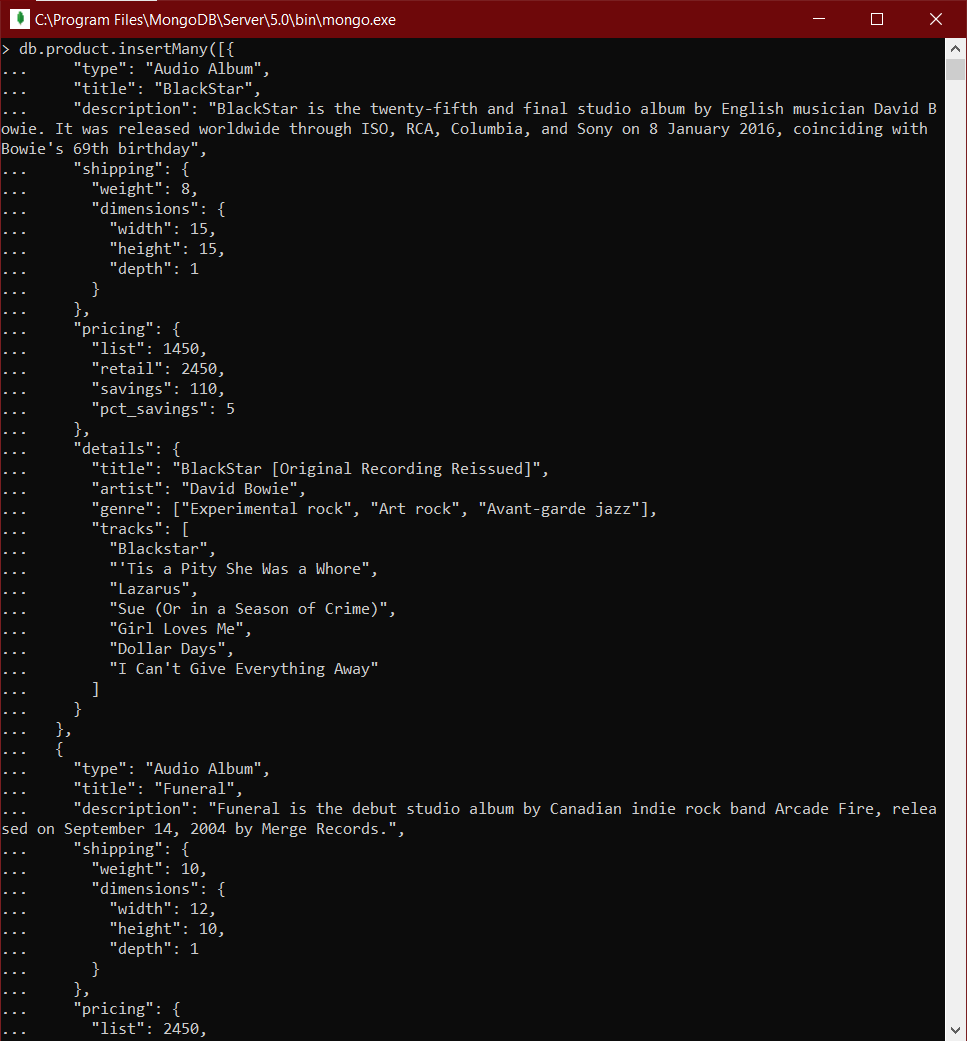 C:\Program Files\MongoDB\Server\5.0\bin\mongo.exe
> db.product.insertMany([{
...     "type": "Audio Album",
...     "title": "BlackStar",
...     "description": "BlackStar is the twenty-fifth and final studio album by English musician David B
owie. It was released worldwide through ISO, RCA, Columbia, and Sony on 8 January 2016, coinciding with
Bowie's 69th birthday",
...     "shipping": {
...       "weight": 8,
...       "dimensions": {
...         "width": 15,
...         "height": 15,
...         "depth": 1
...       }
...     },
...     "pricing": {
...       "list": 1450,
...       "retail": 2450,
...       "savings": 110,
...       "pct_savings": 5
...     },
...     "details": {
...       "title": "BlackStar [Original Recording Reissued]",
...       "artist": "David Bowie",
...       "genre": ["Experimental rock", "Art rock", "Avant-garde jazz"],
...       "tracks": [
...         "Blackstar",
...         "'Tis a Pity She Was a Whore",
...         "Lazarus",
...         "Sue (Or in a Season of Crime)",
...         "Girl Loves Me",
...         "Dollar Days",
...         "I Can't Give Everything Away"
...       ]
...     }
...   },
...   {
...     "type": "Audio Album",
...     "title": "Funeral",
...     "description": "Funeral is the debut studio album by Canadian indie rock band Arcade Fire, relea
sed on September 14, 2004 by Merge Records.",
...     "shipping": {
...       "weight": 10,
...       "dimensions": {
...         "width": 12,
...         "height": 10,
...         "depth": 1
...       }
...     },
...     "pricing": {
...       "list": 2450,